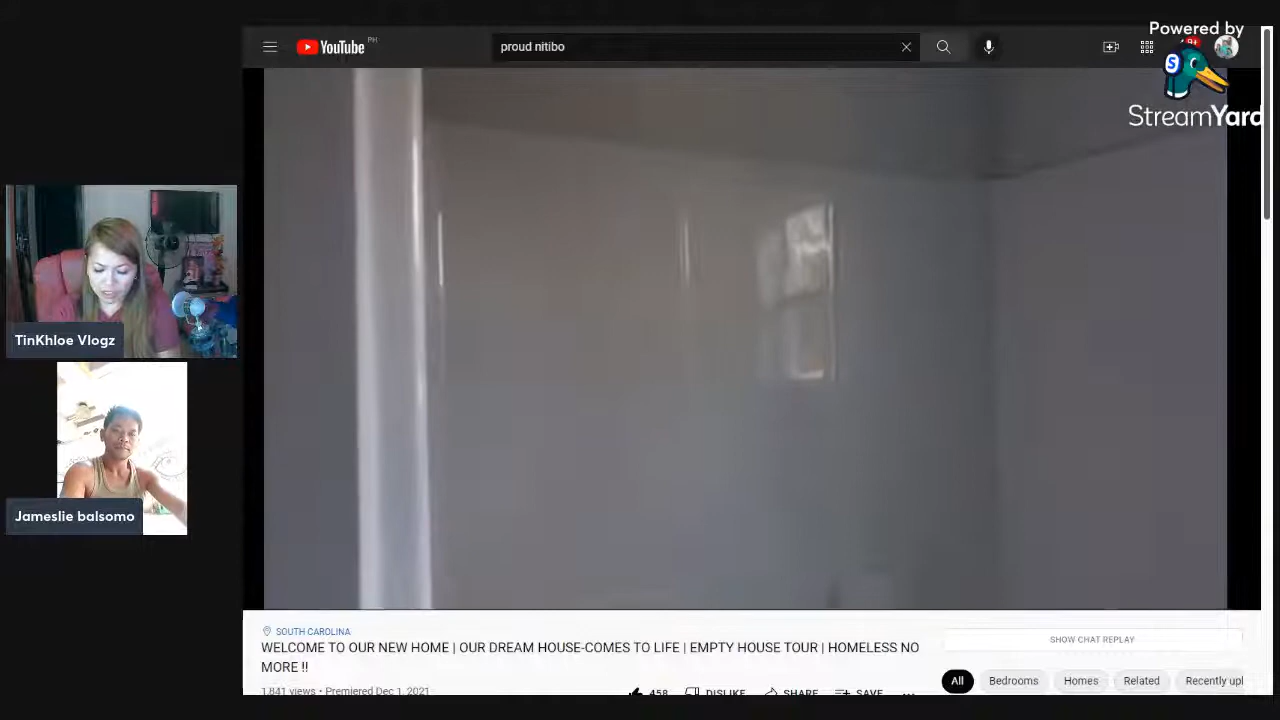 Powered by
YouTube PH
proud nitibo
9+
S
StreamYard
TinKhloe Vlogz
Jameslie balsomo
SOUTH CAROLINA
WELCOME TO OUR NEW HOME | OUR DREAM HOUSE-COMES TO LIFE | EMPTY HOUSE TOUR | HOMELESS NO
MORE !!
1,841 views • Premiered Dec 1, 2021
458 DISLIKE SHARE SAVE
SHOW CHAT REPLAY
All Bedrooms Homes Related Recently upl